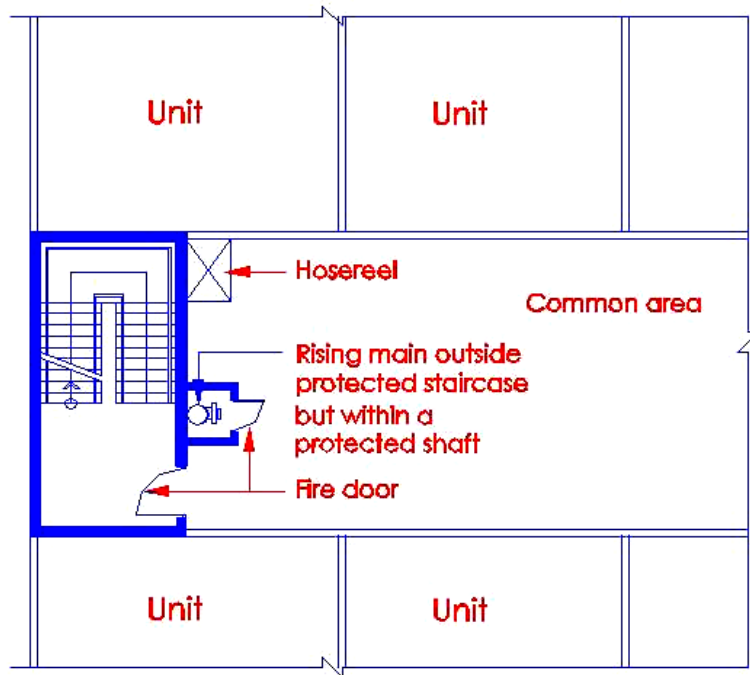 Unit
Unit
Hosereel
Common area
Rising main outside
protected staircase
but within a
protected shaft
Fire door
Unit
Unit